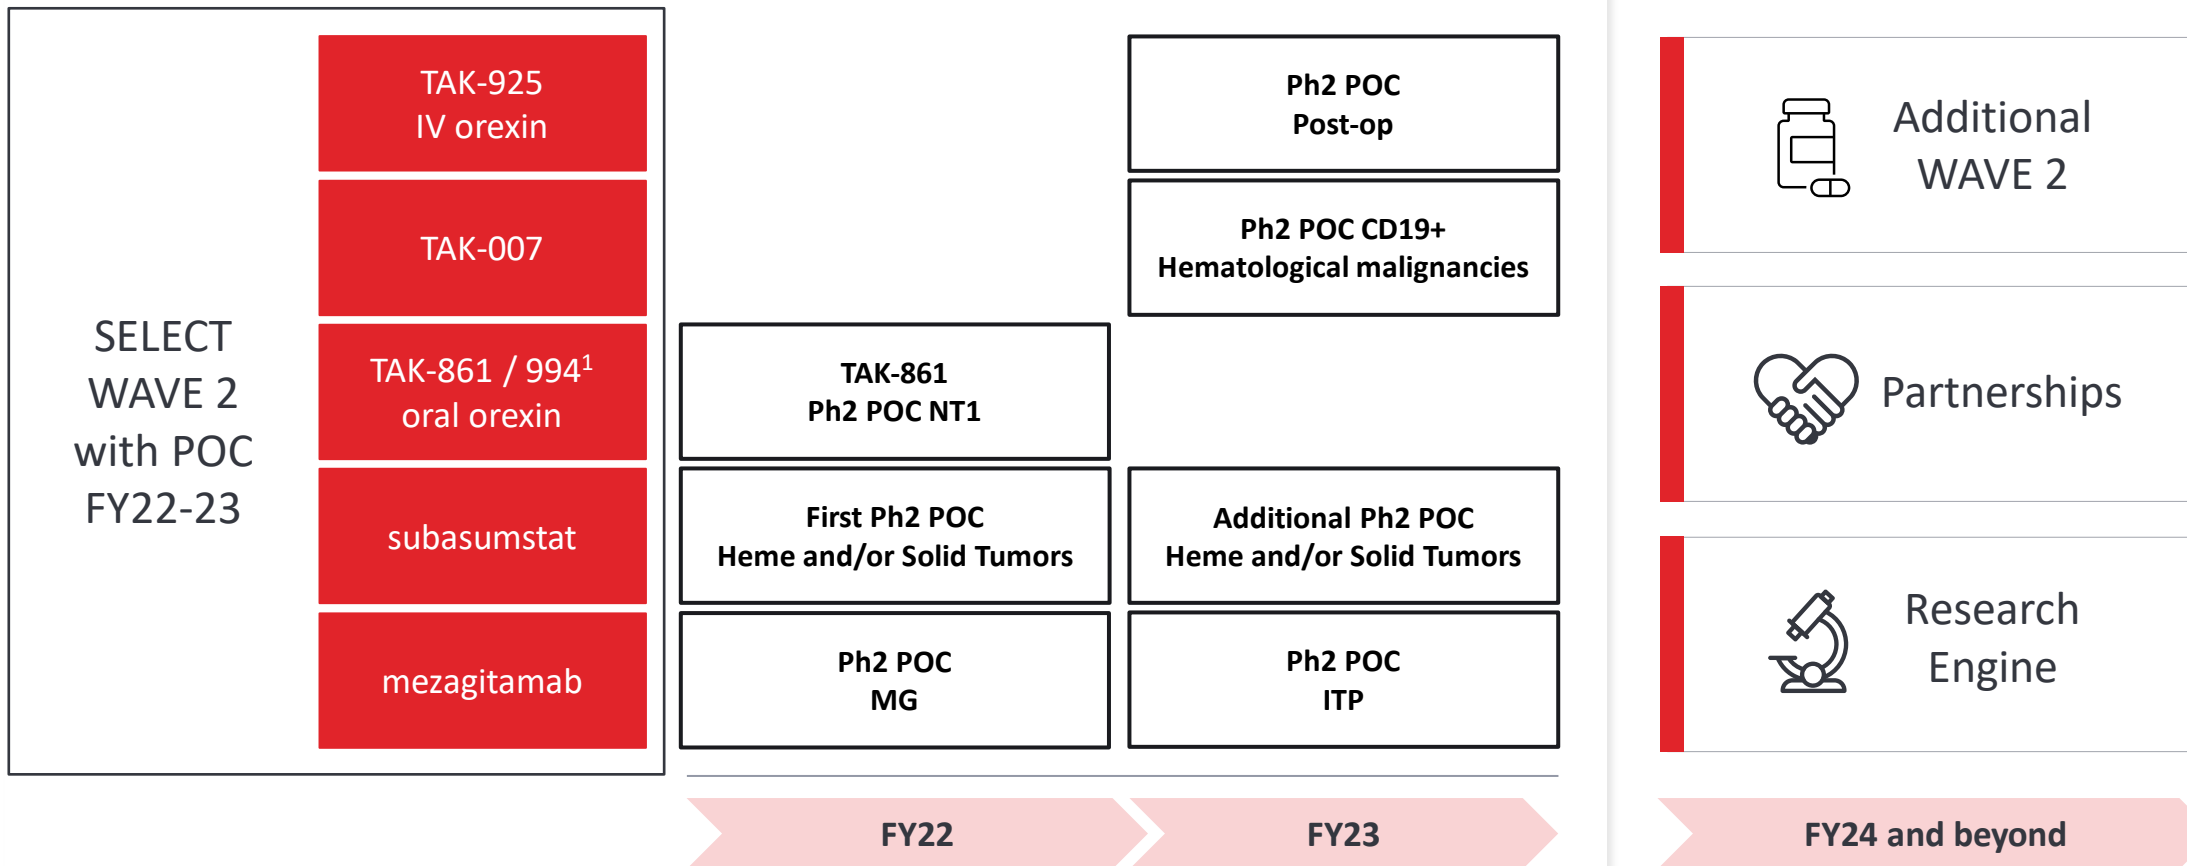 SELECT
WAVE 2
with POC
FY22-23
TAK-925
IV orexin
Ph2 POC
Post-op
TAK-007
Ph2 POC CD19+
Hematological malignancies
TAK-861 / 994¹
oral orexin
TAK-861
Ph2 POC NT1
subasumstat
First Ph2 POC
Heme and/or Solid Tumors
Additional Ph2 POC
Heme and/or Solid Tumors
mezagitamab
Ph2 POC
MG
Ph2 POC
ITP
FY22
FY23
Additional
WAVE 2
Partnerships
Research
Engine
FY24 and beyond